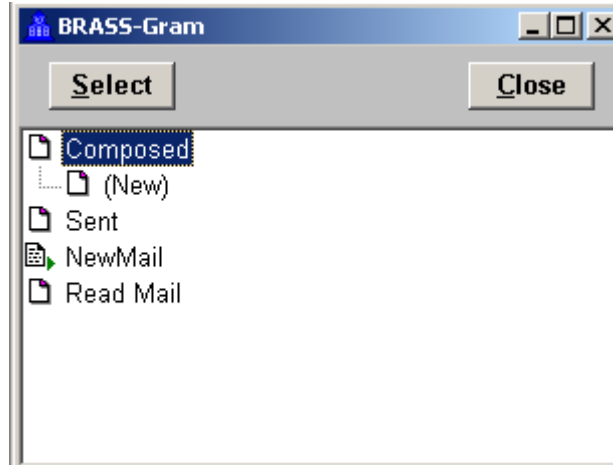 BRASS-Gram
Select Close
Composed
(New)
Sent
NewMail
Read Mail